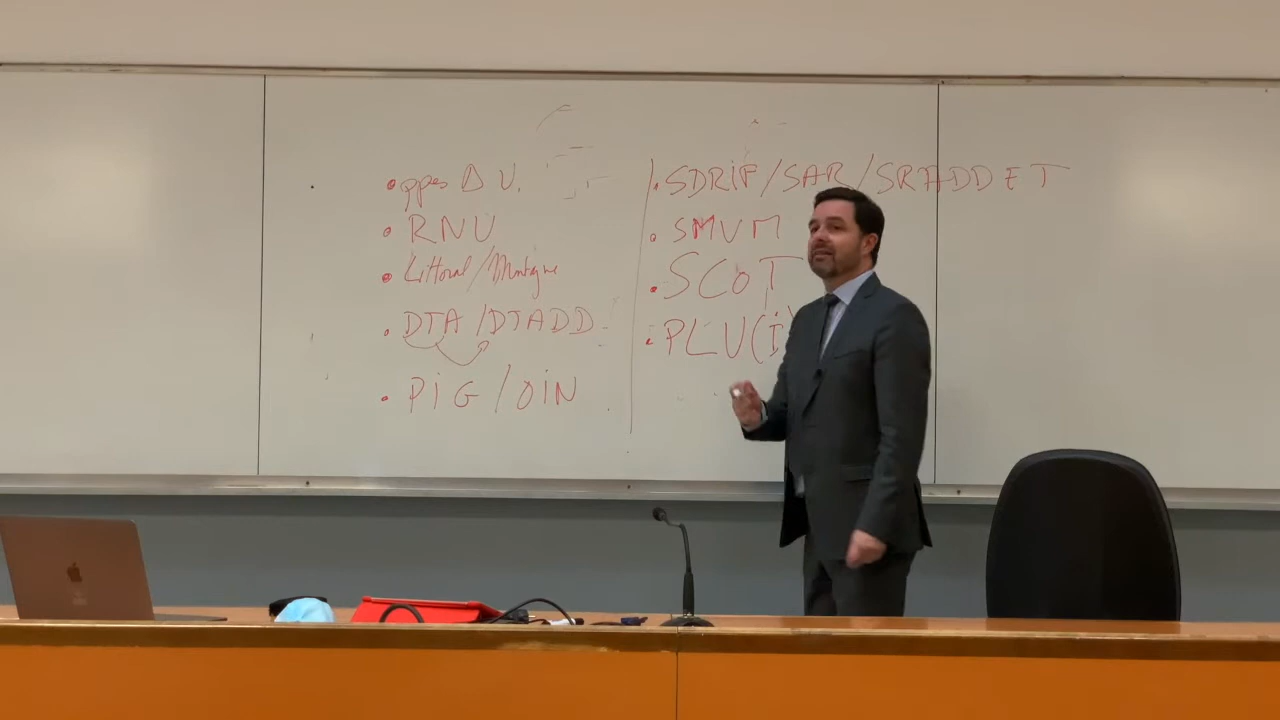 • ppes Δ U.
• RNU
• Littoral/Montagne
• DTA/DTADD
• PiG/OiN
• SDRiF/SAR/SRADDET
• SMVM
• SCoT
• PLU(i)